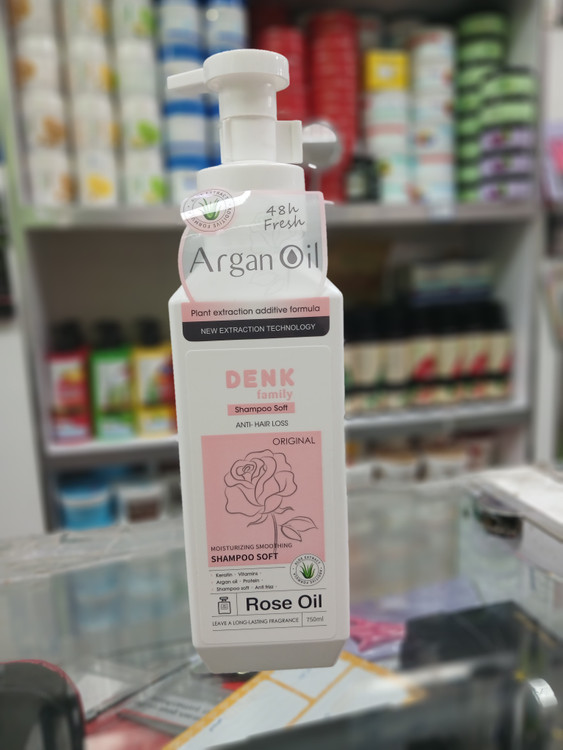 48h
Fresh
Argan Oil
Plant extraction additive formula
NEW EXTRACTION TECHNOLOGY
DENK
family
Shampoo Soft
ANTI- HAIR LOSS
ORIGINAL
MOISTURIZING SMOOTHING
SHAMPOO SOFT
Keratin · Vitamins ·
Argan oil · Protein ·
Shampoo soft · Anti frizz ·
Rose Oil
LEAVE A LONG-LASTING FRAGRANCE 750ml